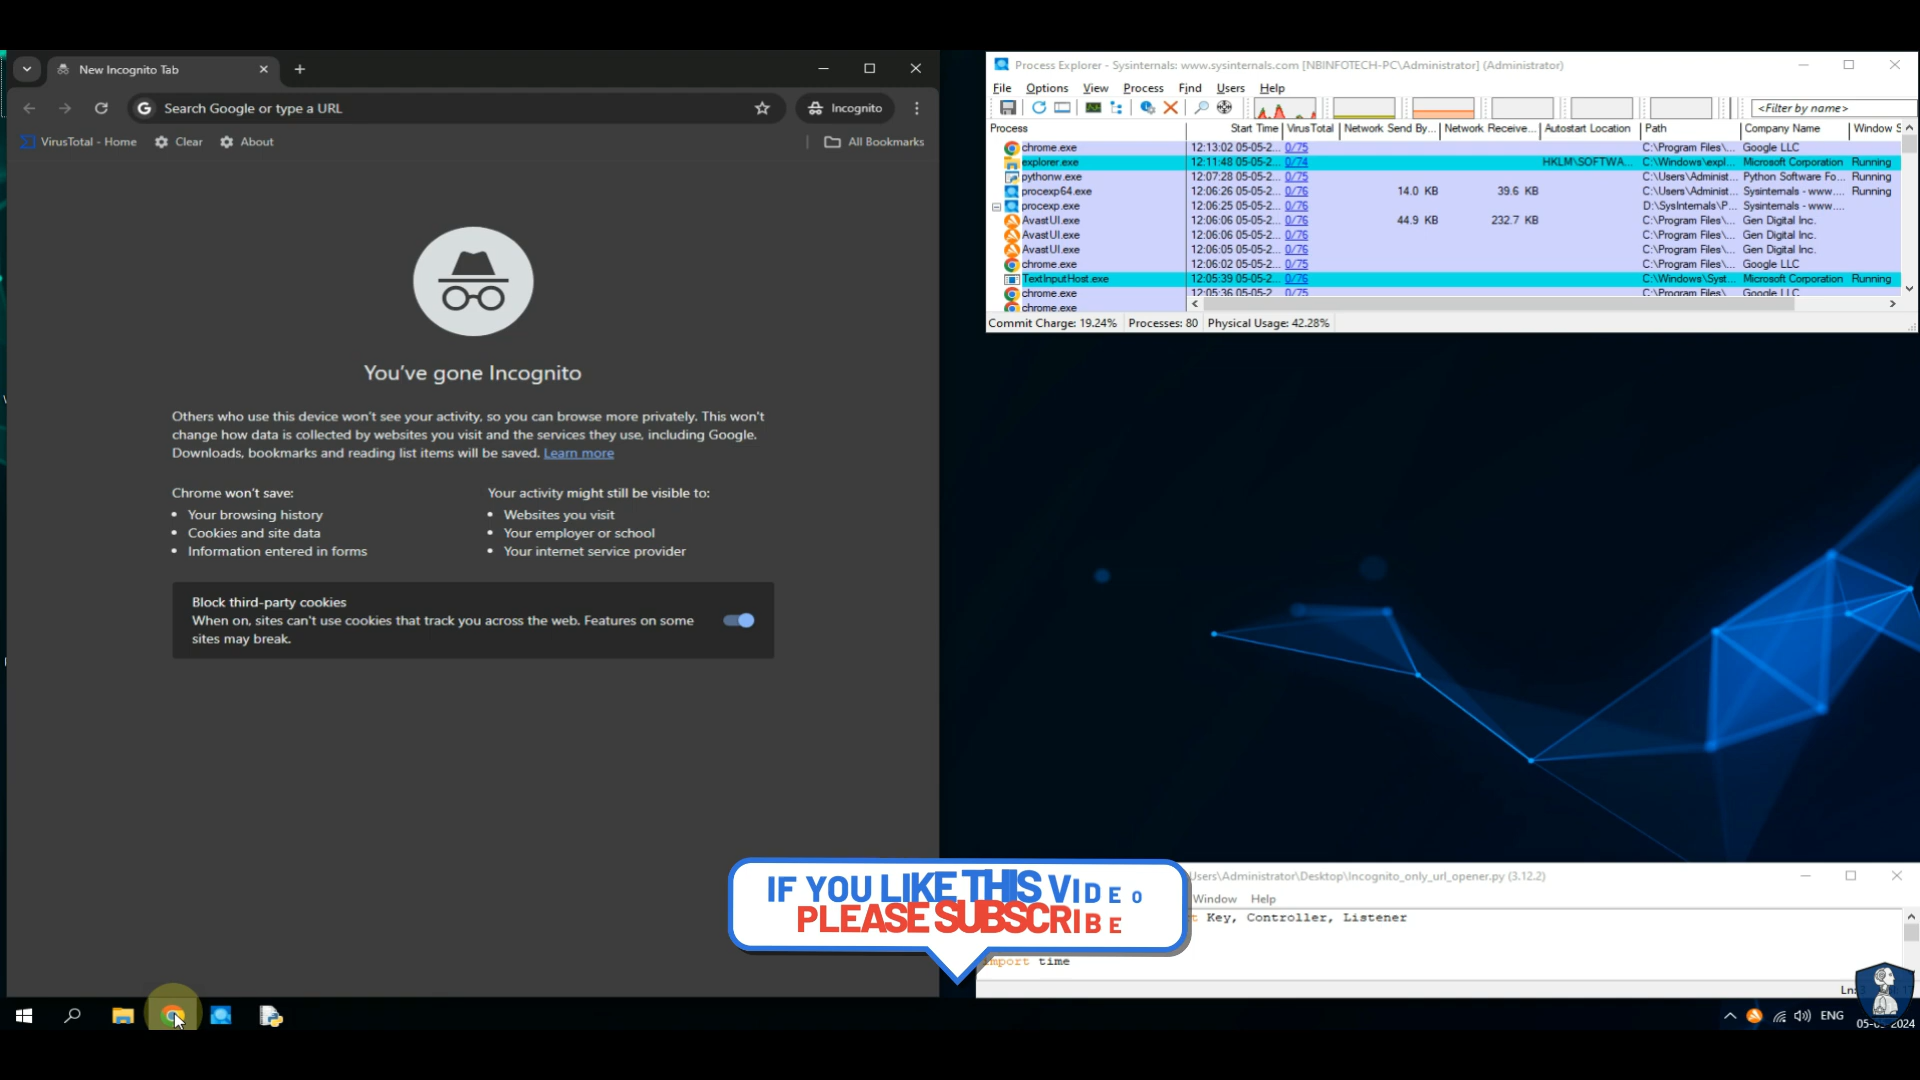 New Incognito Tab
Search Google or type a URL
Incognito
VirusTotal - Home
Clear
About
All Bookmarks
You've gone Incognito
Others who use this device won't see your activity, so you can browse more privately. This won't
change how data is collected by websites you visit and the services they use, including Google.
Downloads, bookmarks and reading list items will be saved. Learn more
Chrome won't save:
Your browsing history
Cookies and site data
Information entered in forms
Your activity might still be visible to:
Websites you visit
Your employer or school
Your internet service provider
Block third-party cookies
When on, sites can't use cookies that track you across the web. Features on some
sites may break.
Process Explorer - Sysinternals: www.sysinternals.com [NBINFOTECH-PC\Administrator] (Administrator)
File Options View Process Find Users Help
<Filter by name>
Process Start Time VirusTotal Network Send By... Network Receive... Autostart Location Path Company Name Window S
chrome.exe 12:13:02 05-05-2... 0/75 C:\Program Files\... Google LLC
explorer.exe 12:11:48 05-05-2... 0/74 HKLM\SOFTWA... C:\Windows\expl... Microsoft Corporation Running
pythonw.exe 12:07:28 05-05-2... 0/75 C:\Users\Administ... Python Software Fo... Running
procexp64.exe 12:06:26 05-05-2... 0/76 14.0 KB 39.6 KB C:\Users\Administ... Sysinternals - www.... Running
procexp.exe 12:06:25 05-05-2... 0/76 D:\SysInternals\P... Sysinternals - www....
AvastUI.exe 12:06:06 05-05-2... 0/76 44.9 KB 232.7 KB C:\Program Files\... Gen Digital Inc.
AvastUI.exe 12:06:06 05-05-2... 0/76 C:\Program Files\... Gen Digital Inc.
AvastUI.exe 12:06:05 05-05-2... 0/76 C:\Program Files\... Gen Digital Inc.
chrome.exe 12:06:02 05-05-2... 0/75 C:\Program Files\... Google LLC
TextInputHost.exe 12:05:39 05-05-2... 0/76 C:\Windows\Syst... Microsoft Corporation Running
chrome.exe 12:05:36 05-05-2 0/75 C:\Program Files\ Google LLC
chrome.exe
Commit Charge: 19.24% Processes: 80 Physical Usage: 42.28%
IF YOU LIKE THIS VIDEO
PLEASE SUBSCRIBE
Users\Administrator\Desktop\Incognito_only_url_opener.py (3.12.2)
Window Help
t Key, Controller, Listener
import time
Ln:
ENG